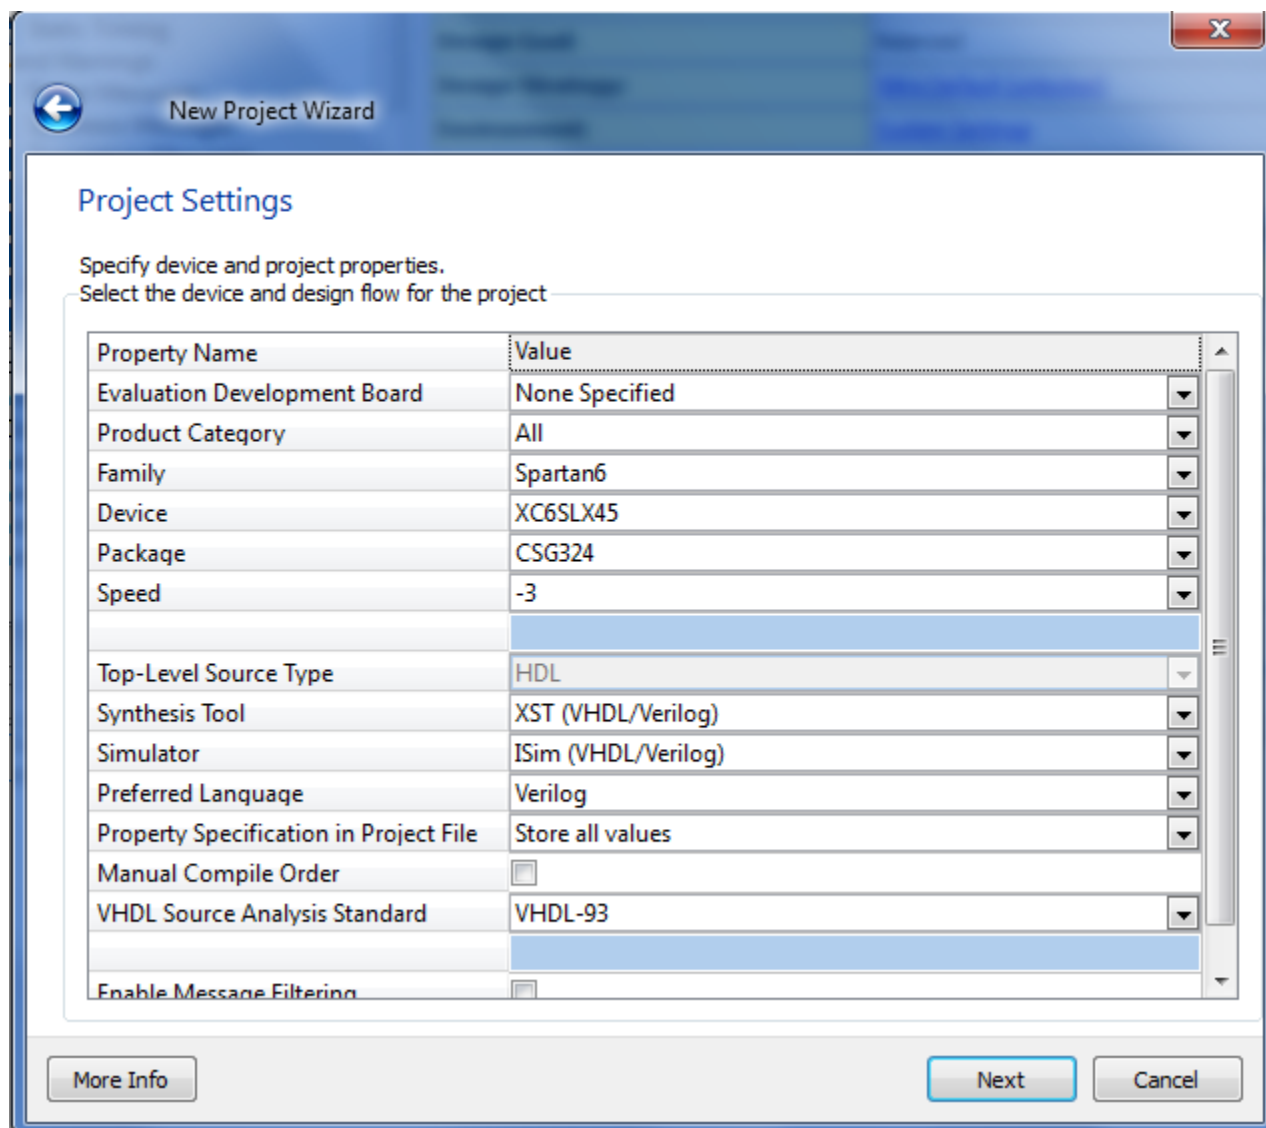 New Project Wizard
Project Settings
Specify device and project properties.
Select the device and design flow for the project
Property Name Value
Evaluation Development Board None Specified
Product Category All
Family Spartan6
Device XC6SLX45
Package CSG324
Speed -3
Top-Level Source Type HDL
Synthesis Tool XST (VHDL/Verilog)
Simulator ISim (VHDL/Verilog)
Preferred Language Verilog
Property Specification in Project File Store all values
Manual Compile Order
VHDL Source Analysis Standard VHDL-93
Enable Message Filtering
More Info Next Cancel